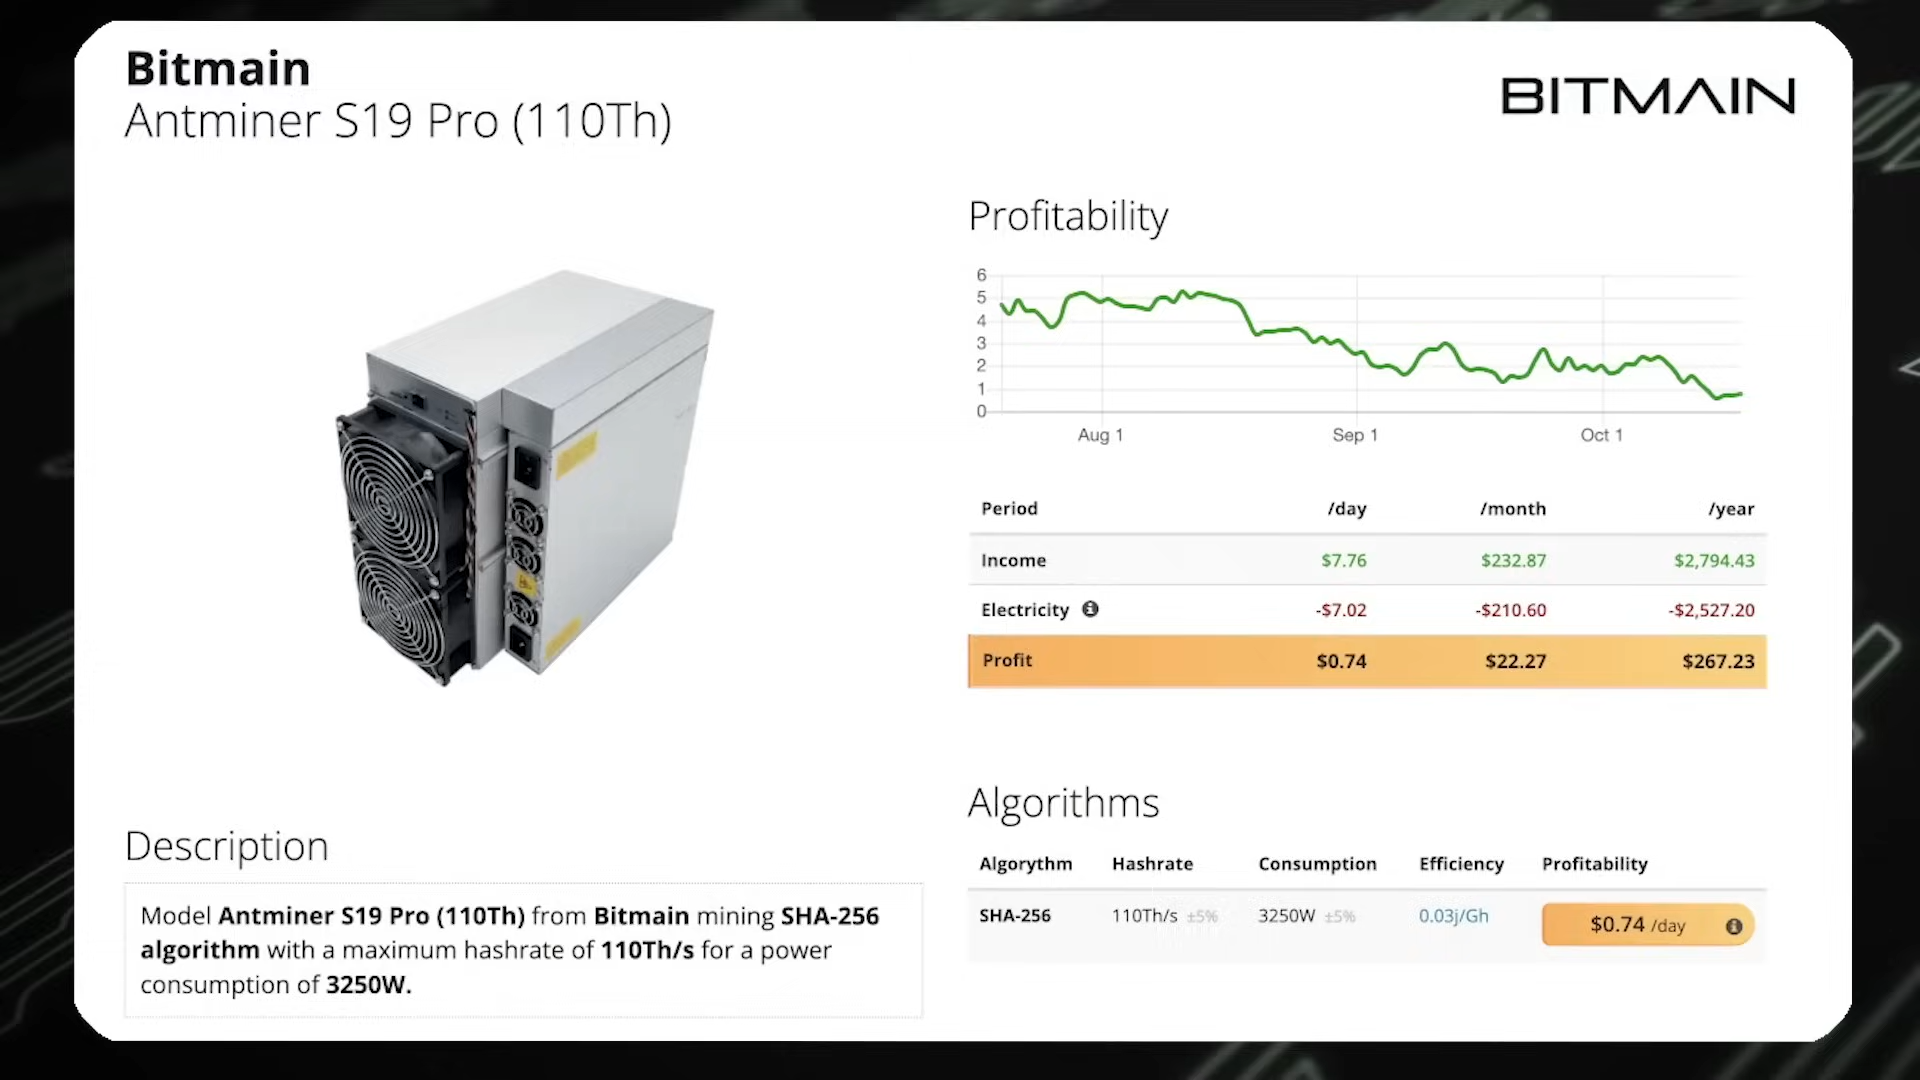 Bitmain
Antminer S19 Pro (110Th)
BITMAIN
Profitability
6
5
4
3
2
1
0
Aug 1 Sep 1 Oct 1
Period /day /month /year
Income $7.76 $232.87 $2,794.43
Electricity -$7.02 -$210.60 -$2,527.20
Profit $0.74 $22.27 $267.23
Algorithms
Algorythm Hashrate Consumption Efficiency Profitability
SHA-256 110Th/s ±5% 3250W ±5% 0.03j/Gh $0.74 /day
Description
Model Antminer S19 Pro (110Th) from Bitmain mining SHA-256
algorithm with a maximum hashrate of 110Th/s for a power
consumption of 3250W.